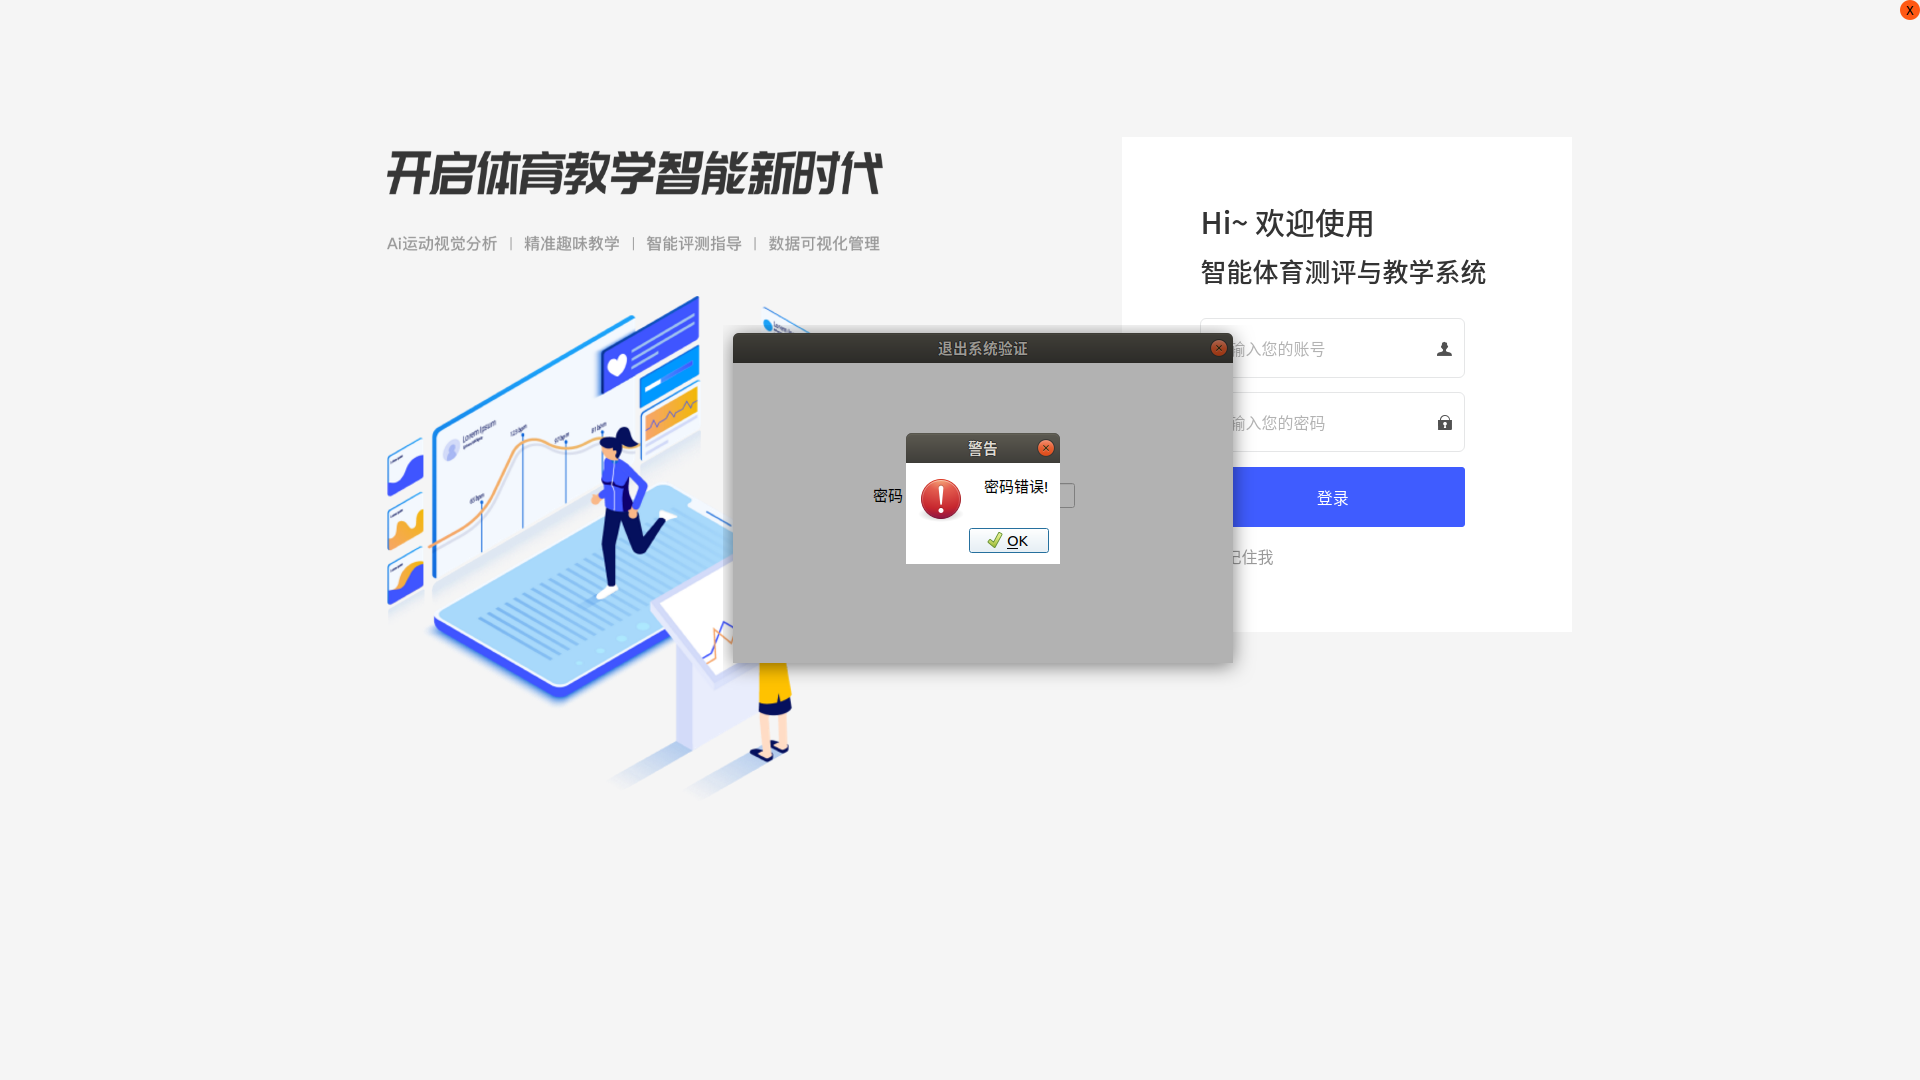 X
开启体育教学智能新时代
Ai运动视觉分析 | 精准趣味教学 | 智能评测指导 | 数据可视化管理
Hi~ 欢迎使用
智能体育测评与教学系统
输入您的账号
输入您的密码
登录
记住我
退出系统验证
密码
警告
密码错误!
OK
Lorem Ipsum